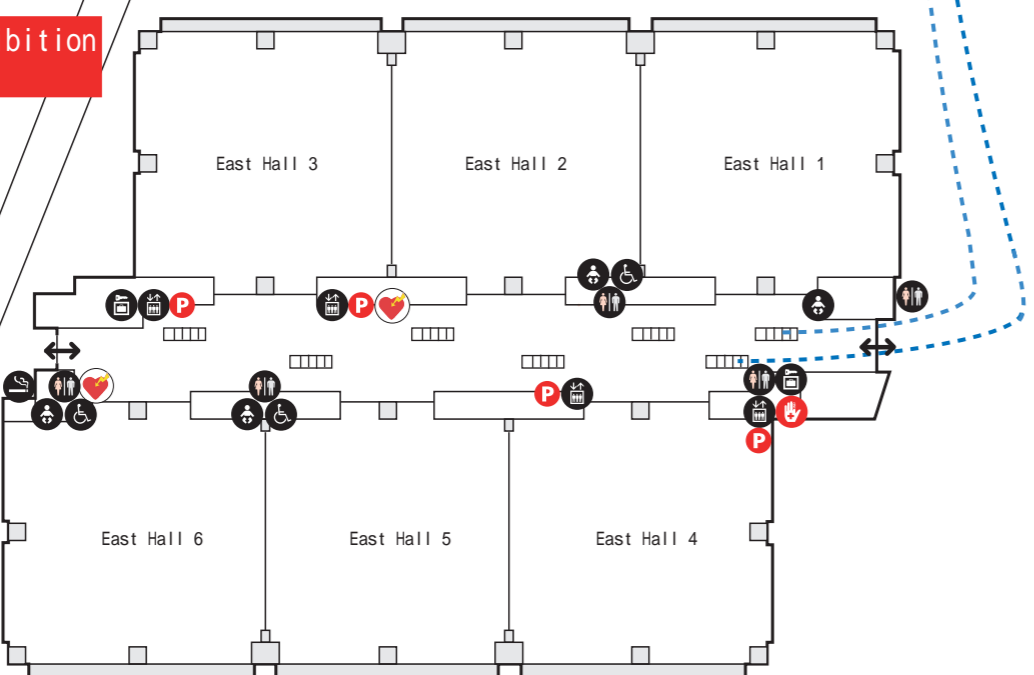 bition
East Hall 3
East Hall 2
East Hall 1
P
P
P
P
East Hall 6
East Hall 5
East Hall 4